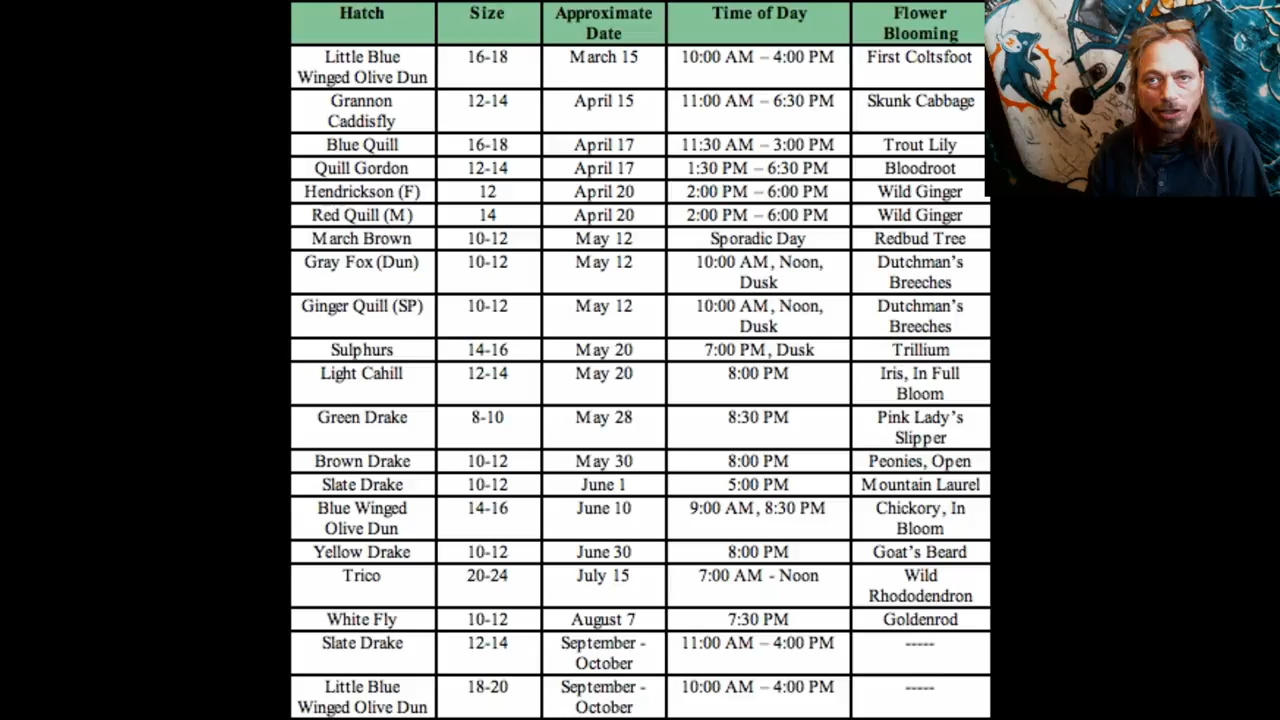 Hatch Size Approximate Date Time of Day Flower Blooming
Little Blue Winged Olive Dun 16-18 March 15 10:00 AM – 4:00 PM First Coltsfoot
Grannon Caddisfly 12-14 April 15 11:00 AM – 6:30 PM Skunk Cabbage
Blue Quill 16-18 April 17 11:30 AM – 3:00 PM Trout Lily
Quill Gordon 12-14 April 17 1:30 PM – 6:30 PM Bloodroot
Hendrickson (F) 12 April 20 2:00 PM – 6:00 PM Wild Ginger
Red Quill (M) 14 April 20 2:00 PM – 6:00 PM Wild Ginger
March Brown 10-12 May 12 Sporadic Day Redbud Tree
Gray Fox (Dun) 10-12 May 12 10:00 AM, Noon, Dusk Dutchman’s Breeches
Ginger Quill (SP) 10-12 May 12 10:00 AM, Noon, Dusk Dutchman’s Breeches
Sulphurs 14-16 May 20 7:00 PM, Dusk Trillium
Light Cahill 12-14 May 20 8:00 PM Iris, In Full Bloom
Green Drake 8-10 May 28 8:30 PM Pink Lady’s Slipper
Brown Drake 10-12 May 30 8:00 PM Peonies, Open
Slate Drake 10-12 June 1 5:00 PM Mountain Laurel
Blue Winged Olive Dun 14-16 June 10 9:00 AM, 8:30 PM Chickory, In Bloom
Yellow Drake 10-12 June 30 8:00 PM Goat’s Beard
Trico 20-24 July 15 7:00 AM - Noon Wild Rhododendron
White Fly 10-12 August 7 7:30 PM Goldenrod
Slate Drake 12-14 September - October 11:00 AM – 4:00 PM -----
Little Blue Winged Olive Dun 18-20 September - October 10:00 AM – 4:00 PM -----